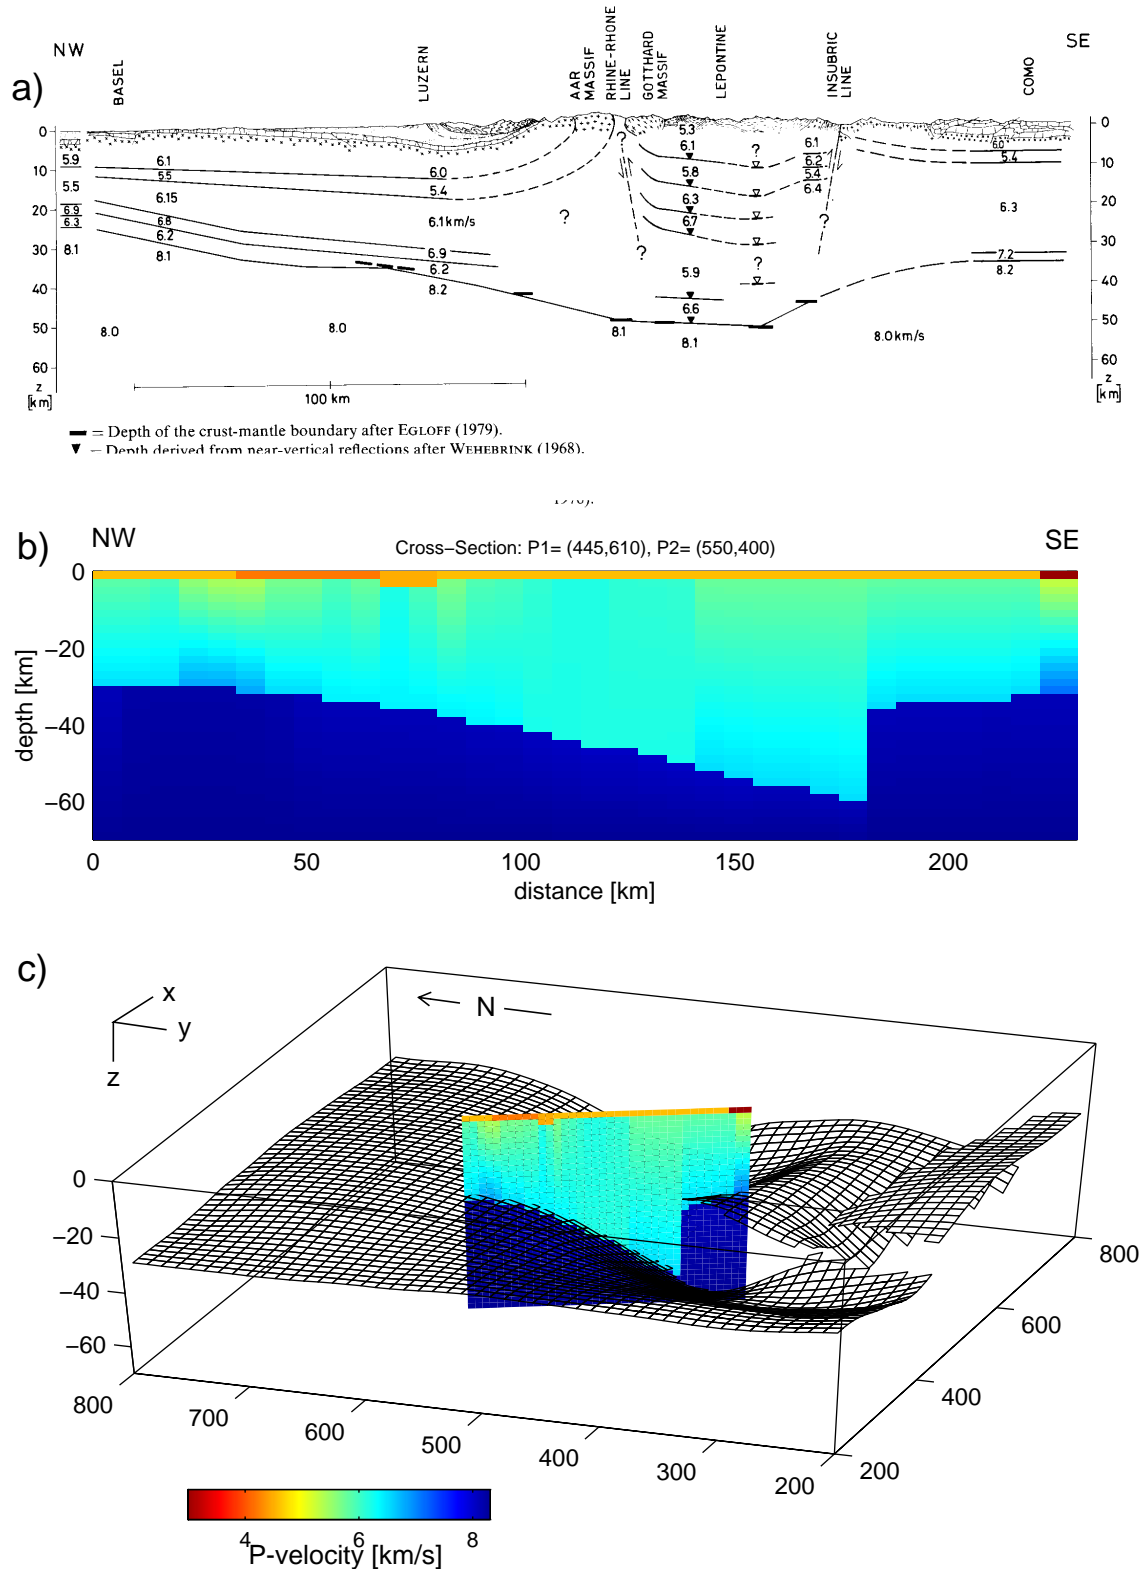 NW
SE
a)
BASEL
LUZERN
AAR
MASSIF
RHINE-RHONE
LINE
GOTTHARD
MASSIF
LEPONTINE
INSUBRIC
LINE
COMO
0
10
20
30
40
50
60
z
[km]
5.9
5.5
6.9
6.3
8.1
6.1
5.5
6.15
6.8
6.2
8.1
8.0
8.0
6.0
5.4
6.1km/s
6.9
6.2
8.2
?
?
?
8.1
5.3
6.1
5.8
6.3
6.7
5.9
6.6
8.1
?
?
6.1
6.2
5.4
6.4
?
6.0
5.4
6.3
7.2
8.2
8.0km/s
0
10
20
30
40
50
60
z
[km]
100 km
= Depth of the crust-mantle boundary after EGLOFF (1979).
= Depth derived from near-vertical reflections after WEHEBRINK (1968).
b)
NW
Cross−Section: P1= (445,610), P2= (550,400)
SE
0
−20
−40
−60
depth [km]
0
50
100
150
200
distance [km]
c)
x
y
z
N
0
−20
−40
−60
800
700
600
500
400
300
200
200
400
600
800
4
6
8
P-velocity [km/s]